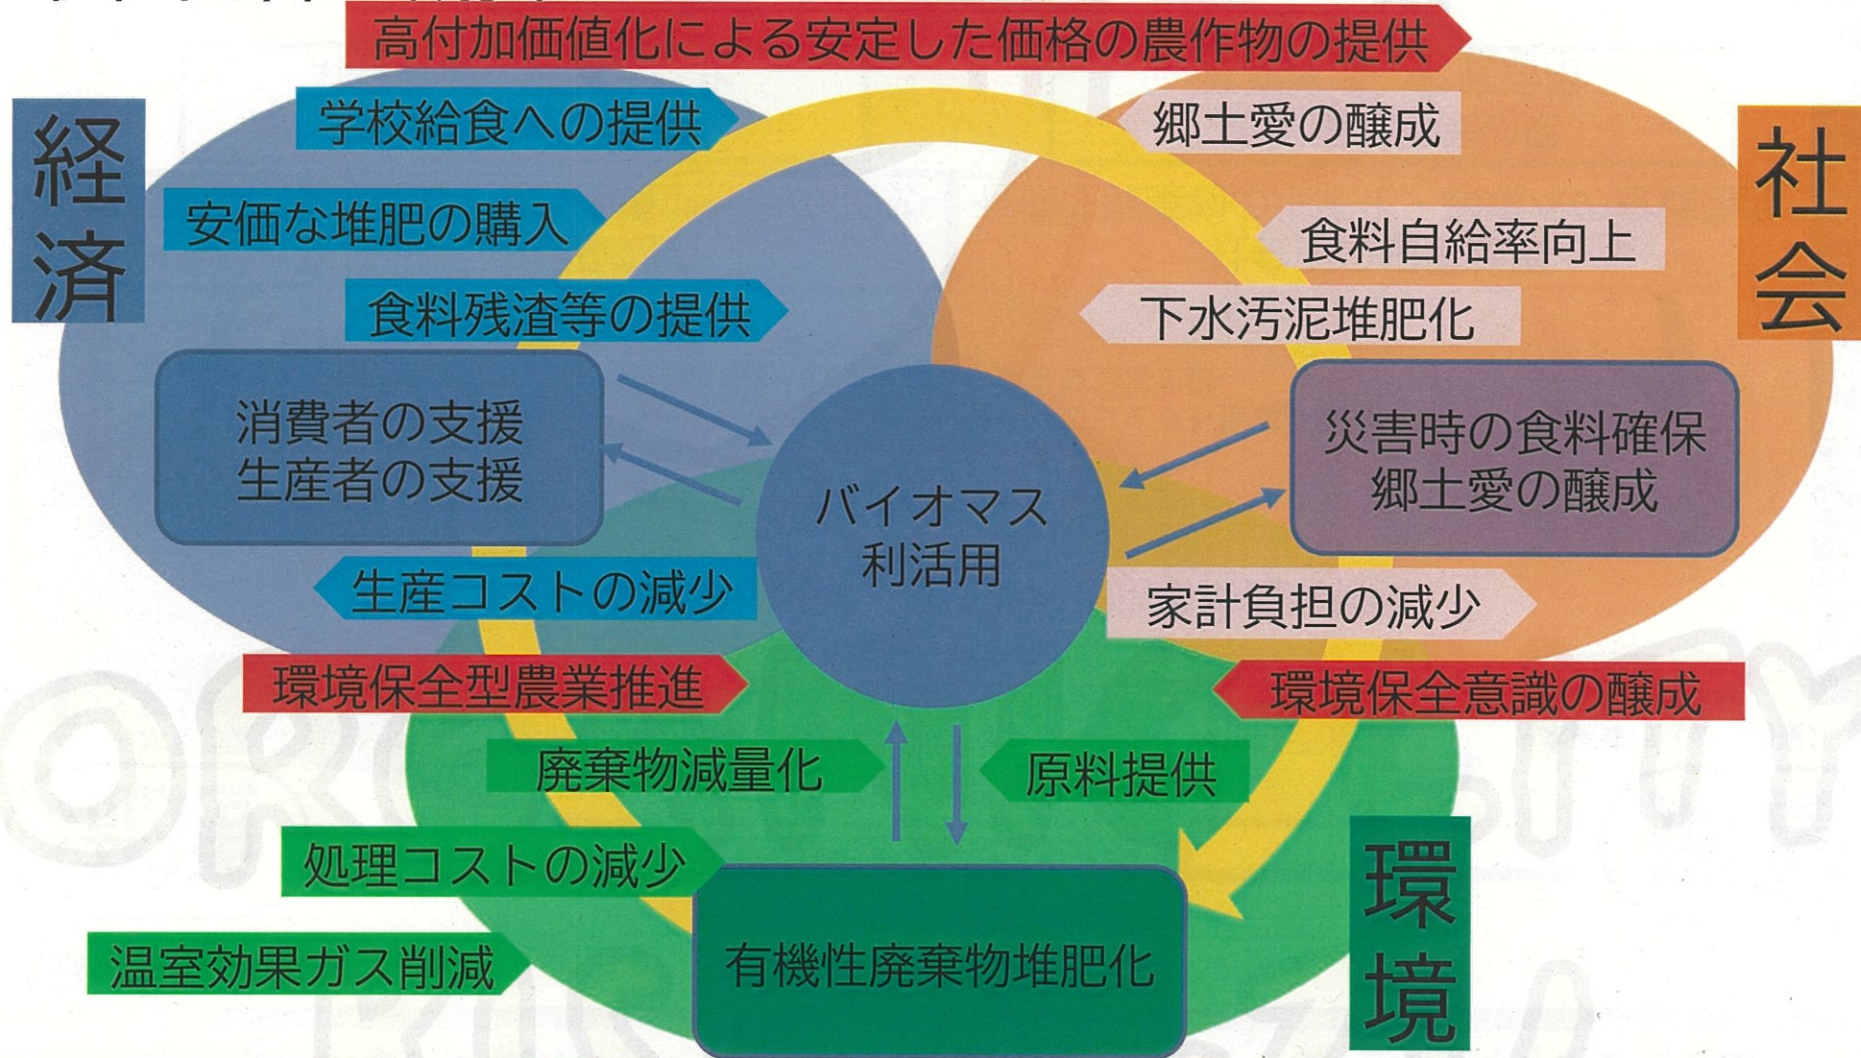 高付加価値化による安定した価格の農作物の提供
経済
学校給食への提供
郷土愛の醸成
社会
安価な堆肥の購入
食料自給率向上
食料残渣等の提供
下水汚泥堆肥化
消費者の支援
生産者の支援
災害時の食料確保
郷土愛の醸成
バイオマス
利活用
生産コストの減少
家計負担の減少
環境保全型農業推進
環境保全意識の醸成
廃棄物減量化
原料提供
処理コストの減少
環境
温室効果ガス削減
有機性廃棄物堆肥化